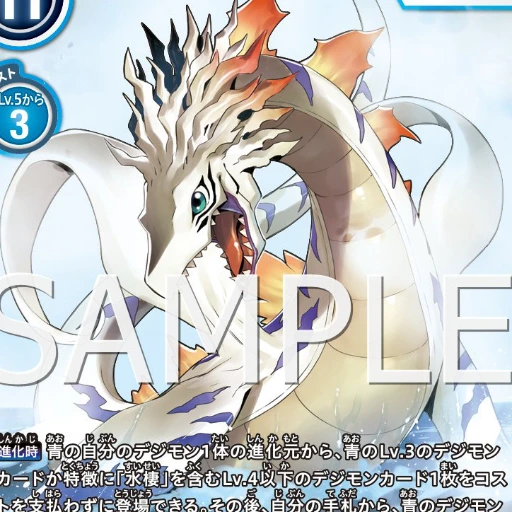 11
スト
Lv.5から
3
SAMPLE
進化時 青の自分のデジモン1体の進化元から、青のLv.3のデジモン
カードか特徴に「水棲」を含むLv.4以下のデジモンカード1枚をコス
トを支払わずに登場できる。その後、自分の手札から、青のデジモン